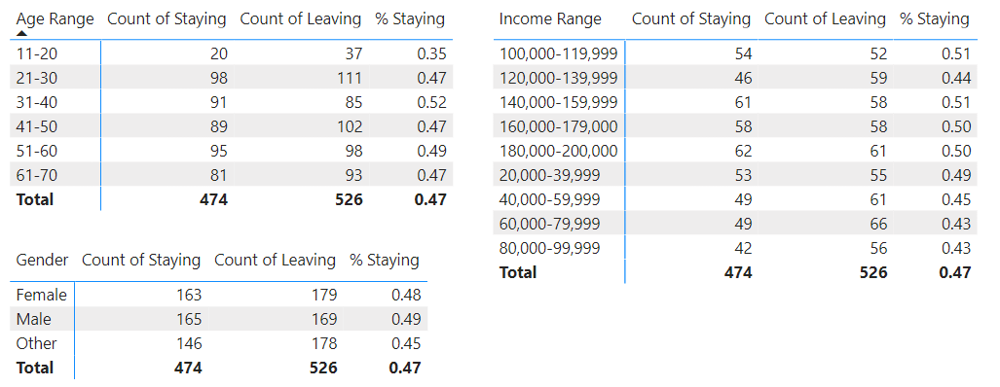 Age Range Count of Staying Count of Leaving % Staying
11-20 20 37 0.35
21-30 98 111 0.47
31-40 91 85 0.52
41-50 89 102 0.47
51-60 95 98 0.49
61-70 81 93 0.47
Total 474 526 0.47
Gender Count of Staying Count of Leaving % Staying
Female 163 179 0.48
Male 165 169 0.49
Other 146 178 0.45
Total 474 526 0.47
Income Range Count of Staying Count of Leaving % Staying
100,000-119,999 54 52 0.51
120,000-139,999 46 59 0.44
140,000-159,999 61 58 0.51
160,000-179,000 58 58 0.50
180,000-200,000 62 61 0.50
20,000-39,999 53 55 0.49
40,000-59,999 49 61 0.45
60,000-79,999 49 66 0.43
80,000-99,999 42 56 0.43
Total 474 526 0.47